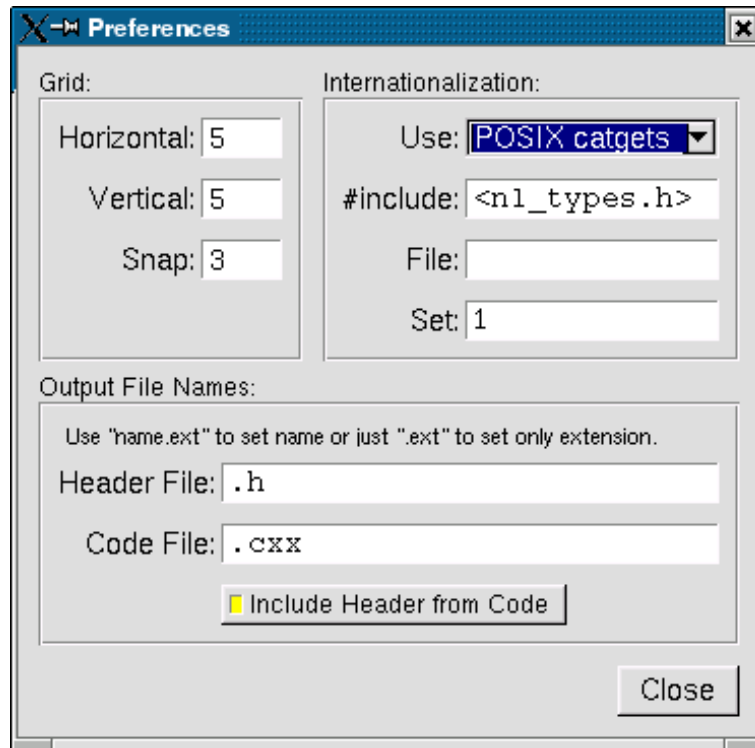 Preferences
Grid:
Horizontal: 5
Vertical: 5
Snap: 3
Internationalization:
Use: POSIX catgets
#include: <nl_types.h>
File:
Set: 1
Output File Names:
Use "name.ext" to set name or just ".ext" to set only extension.
Header File: .h
Code File: .cxx
Include Header from Code
Close